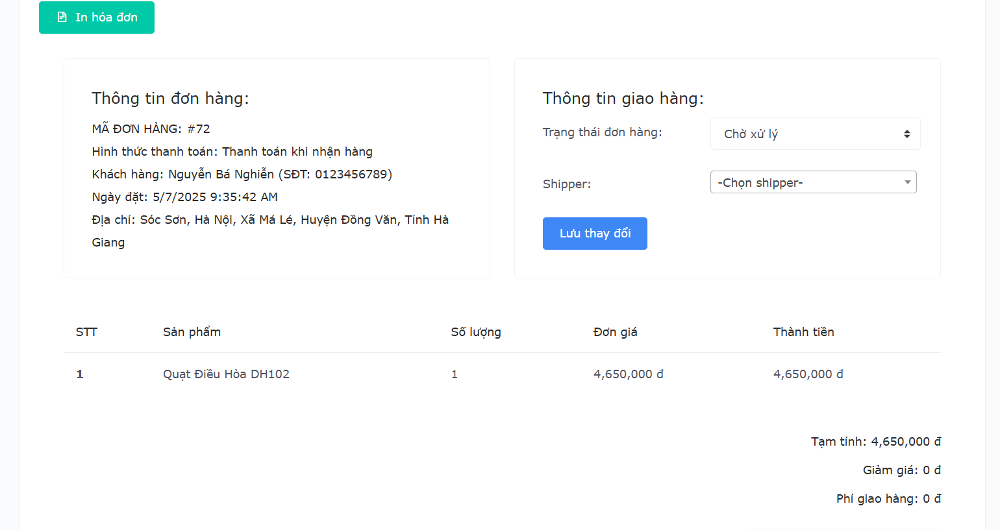 In hóa đơn
Thông tin đơn hàng:
MÃ ĐƠN HÀNG: #72
Hình thức thanh toán: Thanh toán khi nhận hàng
Khách hàng: Nguyễn Bá Nghiễn (SĐT: 0123456789)
Ngày đặt: 5/7/2025 9:35:42 AM
Địa chỉ: Sóc Sơn, Hà Nội, Xã Má Lé, Huyện Đồng Văn, Tỉnh Hà
Giang
Thông tin giao hàng:
Trạng thái đơn hàng: Chờ xử lý
Shipper: -Chọn shipper-
Lưu thay đổi
STT Sản phẩm Số lượng Đơn giá Thành tiền
1 Quạt Điều Hòa DH102 1 4,650,000 đ 4,650,000 đ
Tạm tính: 4,650,000 đ
Giảm giá: 0 đ
Phí giao hàng: 0 đ